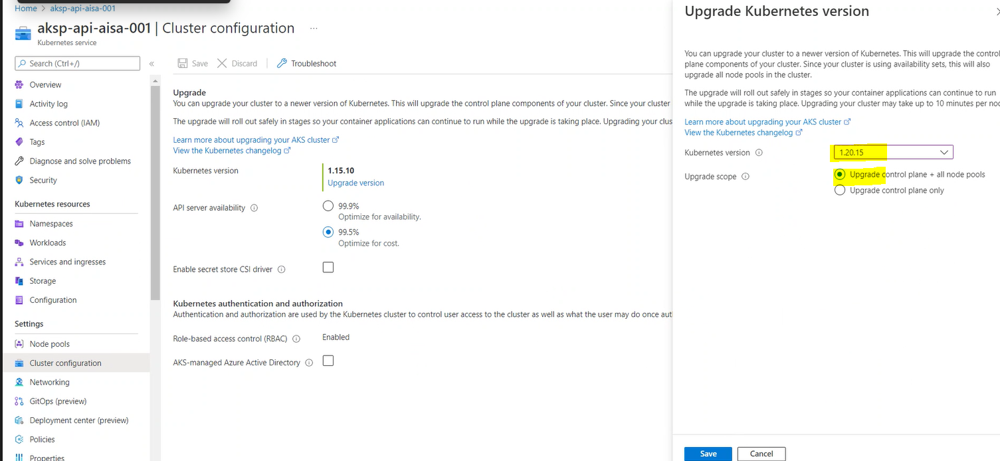 Home > aksp-api-aisa-001
aksp-api-aisa-001 | Cluster configuration ...
Kubernetes service
Search (Ctrl+/)
«
Overview
Activity log
Access control (IAM)
Tags
Diagnose and solve problems
Security
Kubernetes resources
Namespaces
Workloads
Services and ingresses
Storage
Configuration
Settings
Node pools
Cluster configuration
Networking
GitOps (preview)
Deployment center (preview)
Policies
Properties
Save Discard Troubleshoot
Upgrade
You can upgrade your cluster to a newer version of Kubernetes. This will upgrade the control plane components of your cluster. Since your cluster
The upgrade will roll out safely in stages so your container applications can continue to run while the upgrade is taking place. Upgrading your clus
Learn more about upgrading your AKS cluster
View the Kubernetes changelog
Kubernetes version 1.15.10
Upgrade version
API server availability 99.9%
Optimize for availability.
99.5%
Optimize for cost.
Enable secret store CSI driver
Kubernetes authentication and authorization
Authentication and authorization are used by the Kubernetes cluster to control user access to the cluster as well as what the user may do once aut
Role-based access control (RBAC) Enabled
AKS-managed Azure Active Directory
Upgrade Kubernetes version
You can upgrade your cluster to a newer version of Kubernetes. This will upgrade the control
plane components of your cluster. Since your cluster is using availability sets, this will also
upgrade all node pools in the cluster.
The upgrade will roll out safely in stages so your container applications can continue to run
while the upgrade is taking place. Upgrading your cluster may take up to 10 minutes per nod
Learn more about upgrading your AKS cluster
View the Kubernetes changelog
Kubernetes version 1.20.15
Upgrade scope Upgrade control plane + all node pools
Upgrade control plane only
Save Cancel